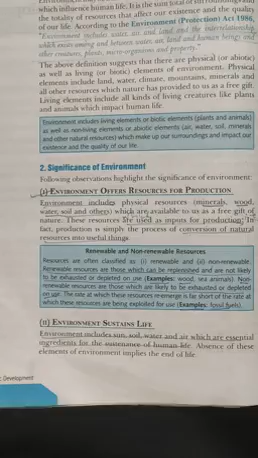 which influence human life. It is the sum total of
the totality of resources that affect our existence and the quality
of our life. According to the Environment (Protection) Act 1986,
"Environment includes water, air and land and the interrelationship
which exists among and between water, air, land and human beings and
other creatures, plants, micro-organisms and property."
The above definition suggests that there are physical (or abiotic)
as well as living (or biotic) elements of environment. Physical
elements include land, water, climate, mountains, minerals and
all other resources which nature has provided to us as a free gift.
Living elements include all kinds of living creatures like plants
and animals which impact human life.
Environment includes living elements or biotic elements (plants and animals)
as well as non-living elements or abiotic elements (air, water, soil, minerals
and other natural resources) which make up our surroundings and impact our
existence and the quality of our life.
2. Significance of Environment
Following observations highlight the significance of environment:
(i) ENVIRONMENT OFFERS RESOURCES FOR PRODUCTION
Environment includes physical resources (minerals, wood,
water, soil and others) which are available to us as a free gift of
nature. These resources are used as inputs for production. In
fact, production is simply the process of conversion of natural
resources into useful things.
Renewable and Non-renewable Resources
Resources are often classified as (i) renewable and (ii) non-renewable.
Renewable resources are those which can be replenished and are not likely
to be exhausted or depleted on use (Examples: wood, sea animals). Non-
renewable resources are those which are likely to be exhausted or depleted
on use. The rate at which these resources re-emerge is far short of the rate at
which these resources are being exploited for use (Examples: fossil fuels).
(ii) ENVIRONMENT SUSTAINS LIFE
Environment includes sun, soil, water and air which are essential
ingredients for the sustenance of human life. Absence of these
elements of environment implies the end of life.
Development